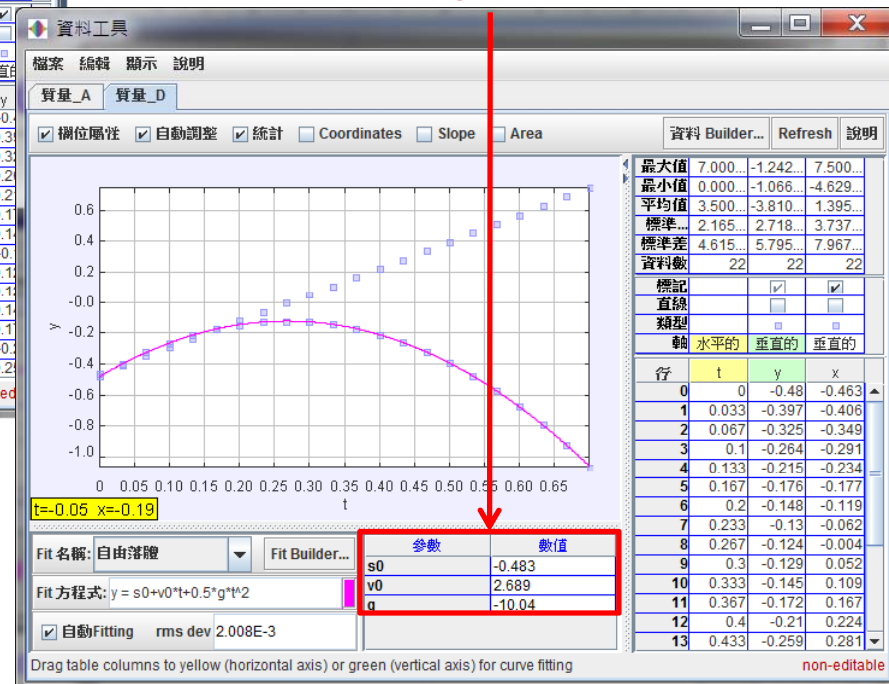 資料工具
檔案 編輯 顯示 說明
質量_A 質量_D
欄位屬性 自動調整 統計 Coordinates Slope Area 資料 Builder... Refresh 說明
最大值 7.000... -1.242... 7.500...
最小值 0.000... -1.066... -4.629...
平均值 3.500... -3.810... 1.395...
標準... 2.165... 2.718... 3.737...
標準差 4.615... 5.795... 7.967...
資料數 22 22 22
標記
直線
類型
軸 水平的 垂直的 垂直的
行 t y x
0 0 -0.48 -0.463
1 0.033 -0.397 -0.406
2 0.067 -0.325 -0.349
3 0.1 -0.264 -0.291
4 0.133 -0.215 -0.234
5 0.167 -0.176 -0.177
6 0.2 -0.148 -0.119
7 0.233 -0.13 -0.062
8 0.267 -0.124 -0.004
9 0.3 -0.129 0.052
10 0.333 -0.145 0.109
11 0.367 -0.172 0.167
12 0.4 -0.21 0.224
13 0.433 -0.259 0.281
0.6
0.4
0.2
-0.0
-0.2
-0.4
-0.6
-0.8
-1.0
y
0 0.05 0.10 0.15 0.20 0.25 0.30 0.35 0.40 0.45 0.50 0.55 0.60 0.65
t
t=-0.05 x=-0.19
Fit 名稱: 自由落體 Fit Builder...
Fit 方程式: y = s0+v0*t+0.5*g*t^2
自動Fitting rms dev 2.008E-3
參數 數值
s0 -0.483
v0 2.689
g -10.04
Drag table columns to yellow (horizontal axis) or green (vertical axis) for curve fitting non-editable